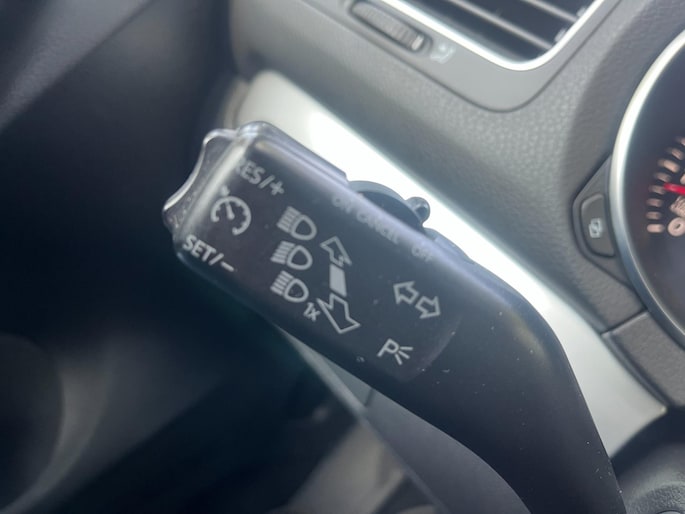 RES/+
ON CANCEL OFF
SET/-
1x
P